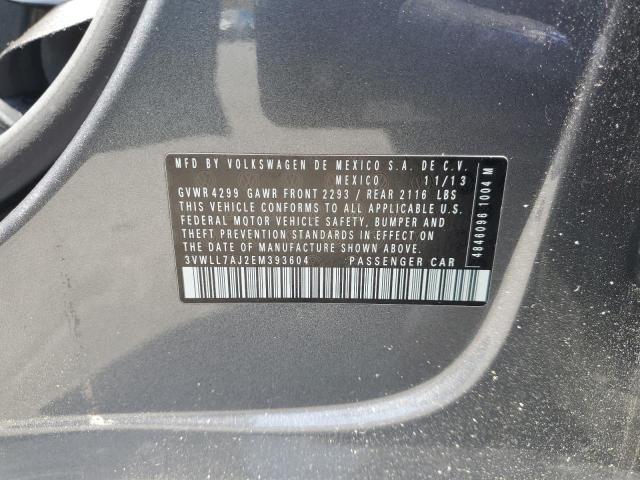 MFD BY VOLKSWAGEN DE MEXICO S.A. DE C.V.
MEXICO 11/13
GVWR 4299 GAWR FRONT 2293 / REAR 2116 LBS
THIS VEHICLE CONFORMS TO ALL APPLICABLE U.S.
FEDERAL MOTOR VEHICLE SAFETY, BUMPER AND
THEFT PREVENTION STANDARDS IN EFFECT ON
THE DATE OF MANUFACTURE SHOWN ABOVE.
3VWLL7AJ2EM393604 PASSENGER CAR
4846096 1004 M